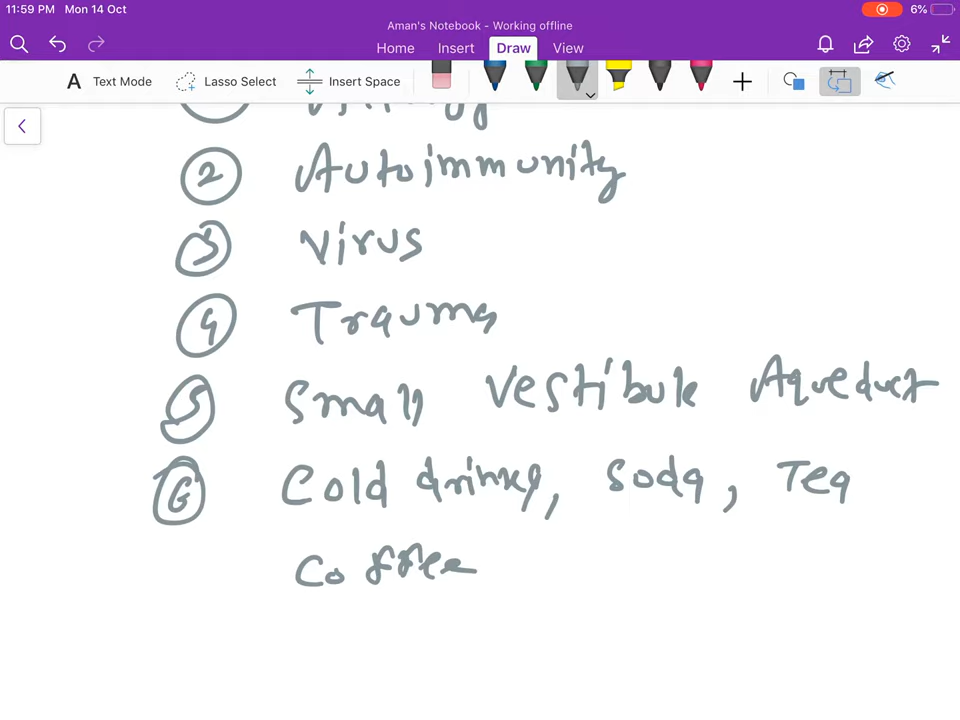 11:59 PM Mon 14 Oct 6%
Aman's Notebook - Working offline
Home Insert Draw View
Text Mode Lasso Select Insert Space
2 Autoimmunity
3 Virus
4 Trauma
5 Small Vestibule Aqueduct
6 Cold drinks, Soda, Tea
Coffee